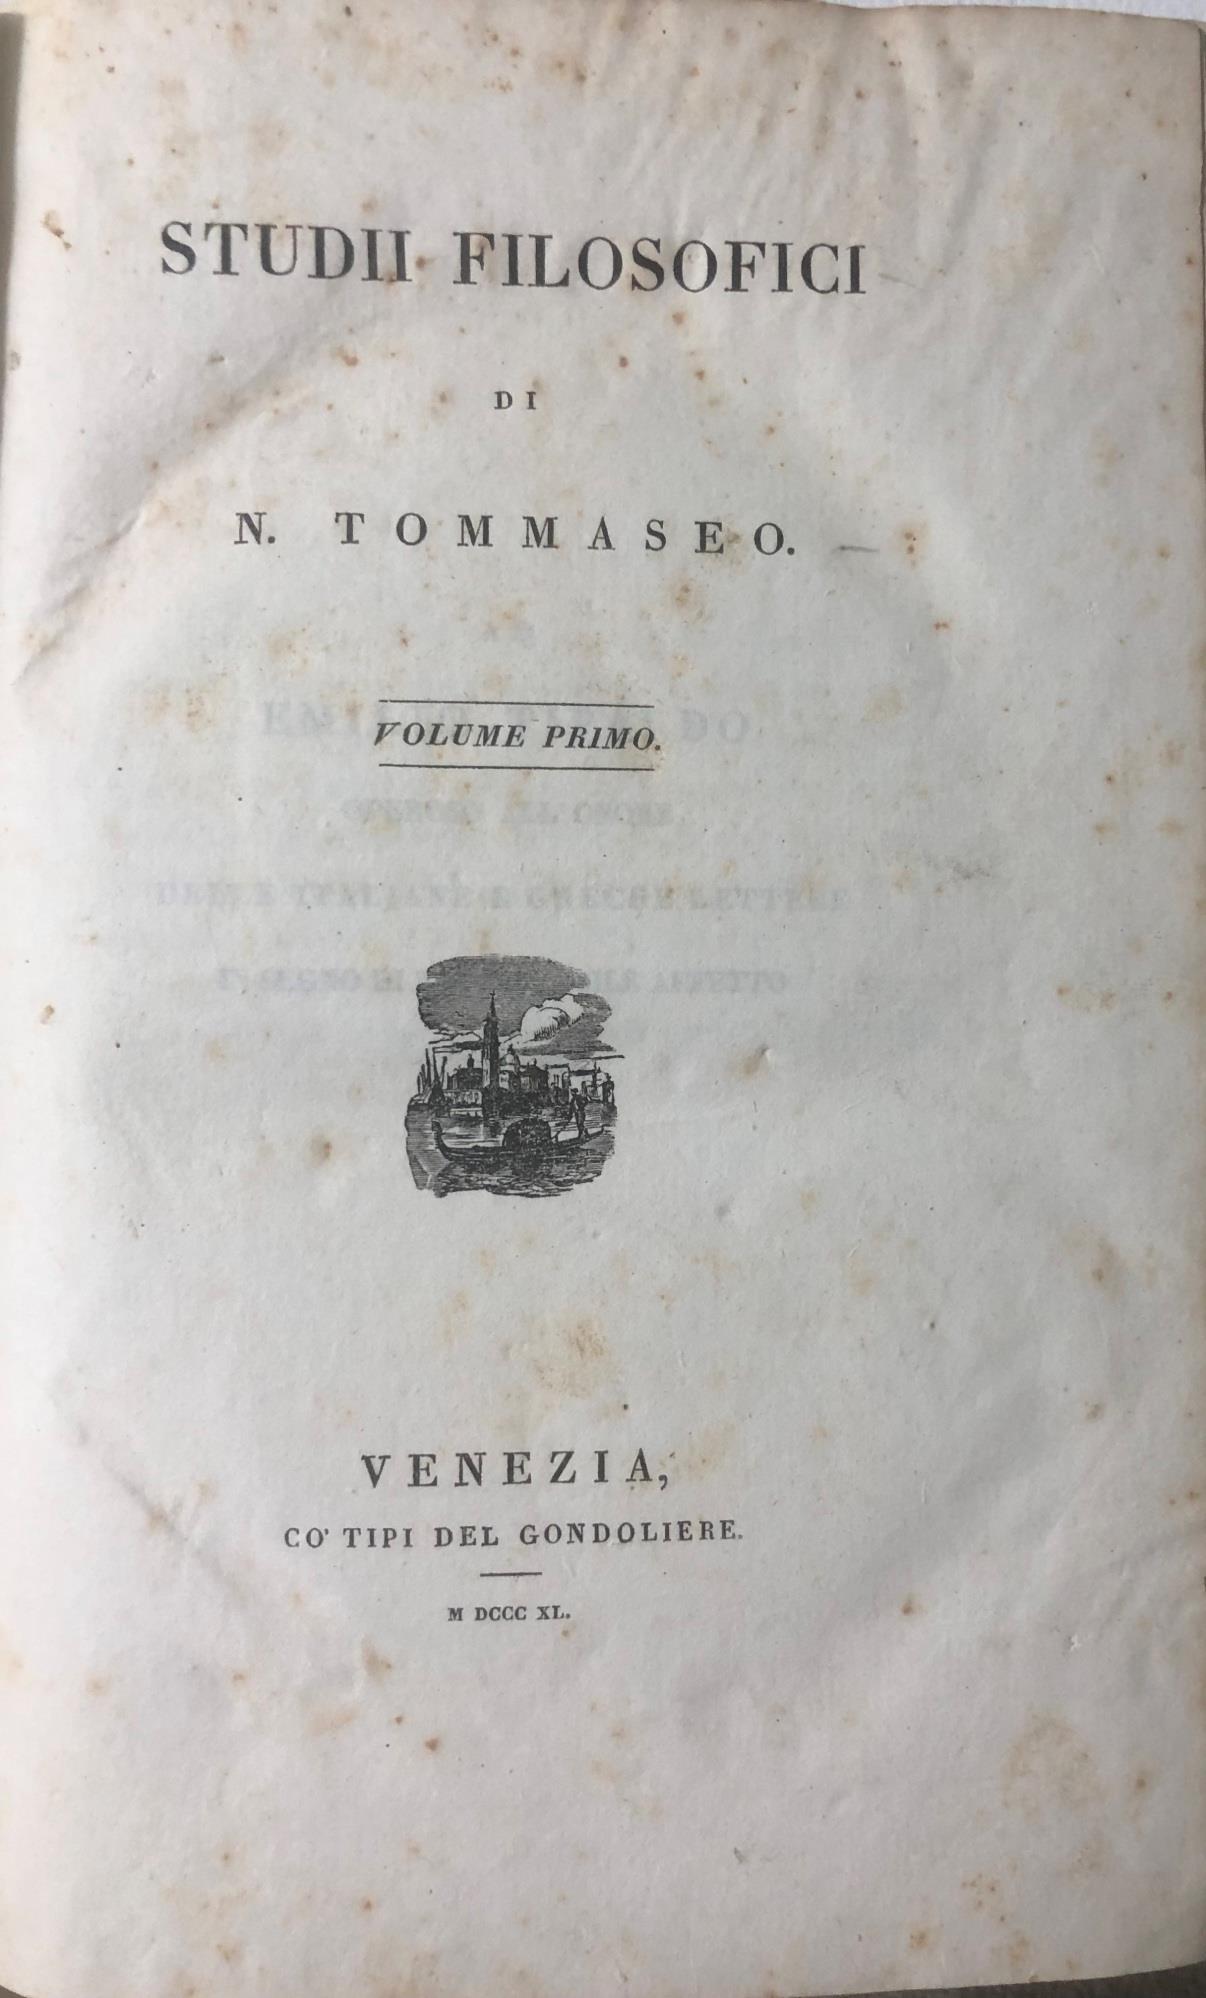 STUDII FILOSOFICI
DI
N. TOMMASEO.
VOLUME PRIMO.
VENEZIA,
CO' TIPI DEL GONDOLIERE.
M DCCC XL.